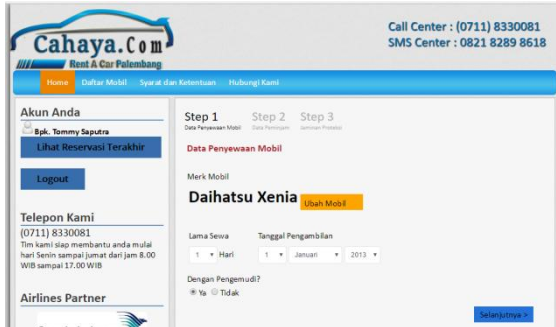 Cahaya.Com
Rent A Car Palembang
Call Center : (0711) 8330081
SMS Center : 0821 8289 8618
Home Daftar Mobil Syarat dan Ketentuan Hubungi Kami
Akun Anda
Bpk. Tommy Saputra
Lihat Reservasi Terakhir
Logout
Telepon Kami
(0711) 8330081
Tim kami siap membantu anda mulai
hari Senin sampai jumat dari jam 8.00
WIB sampai 17.00 WIB
Airlines Partner
Step 1 Step 2 Step 3
Data Penyewaan Mobil Data Peminjam Jaminan Proteksi
Data Penyewaan Mobil
Merk Mobil
Daihatsu Xenia Ubah Mobil
Lama Sewa Tanggal Pengambilan
1 Hari 1 Januari 2013
Dengan Pengemudi?
Ya Tidak
Selanjutnya >